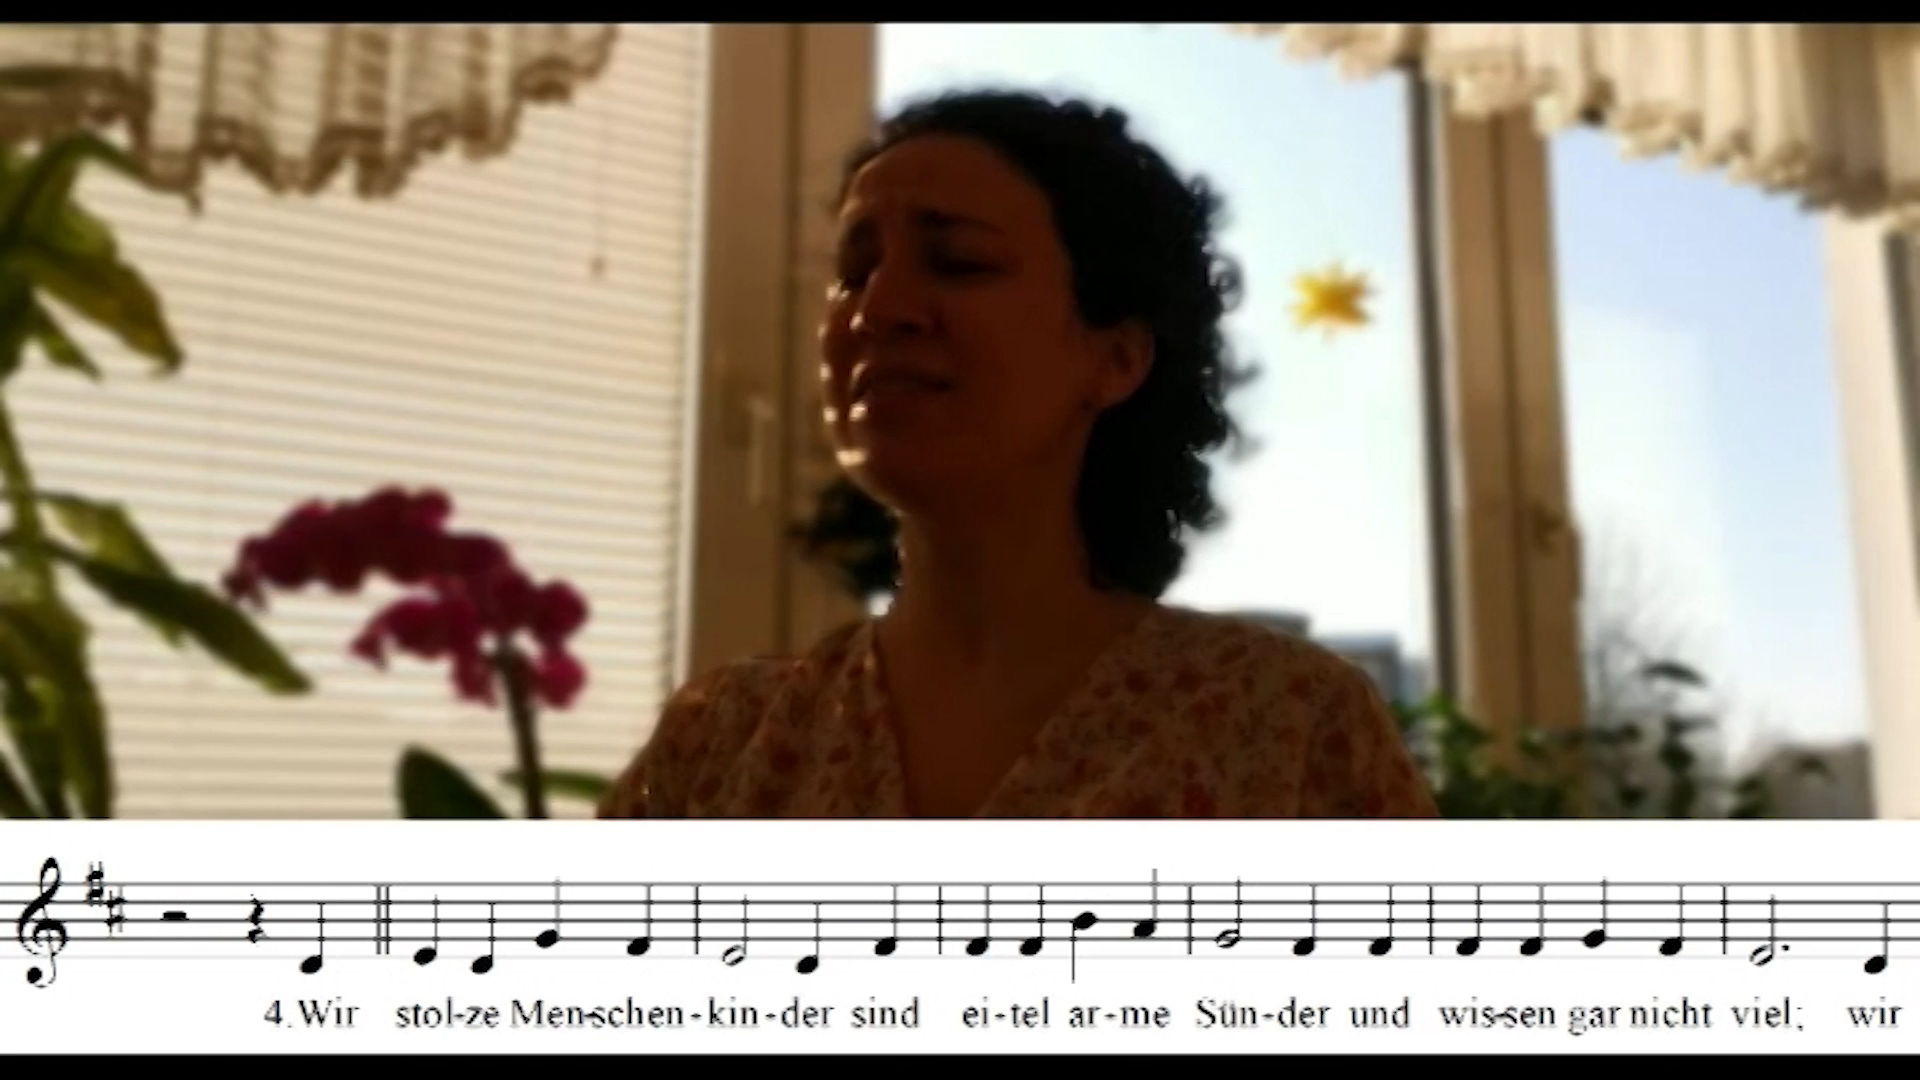 4. Wir stol-ze Men-schen-kin-der sind ei-tel ar-me Sün-der und wis-sen gar nicht viel; wir